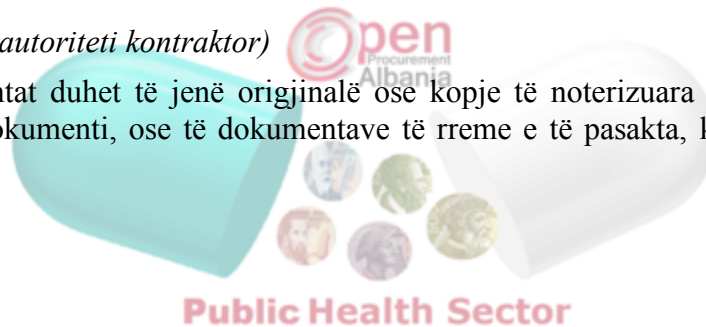 autoriteti kontraktor)
Open
Procurement
Albania
ntat duhet të jenë origjinalë ose kopje të noterizuara
okumenti, ose të dokumentave të rreme e të pasakta, k
Public Health Sector